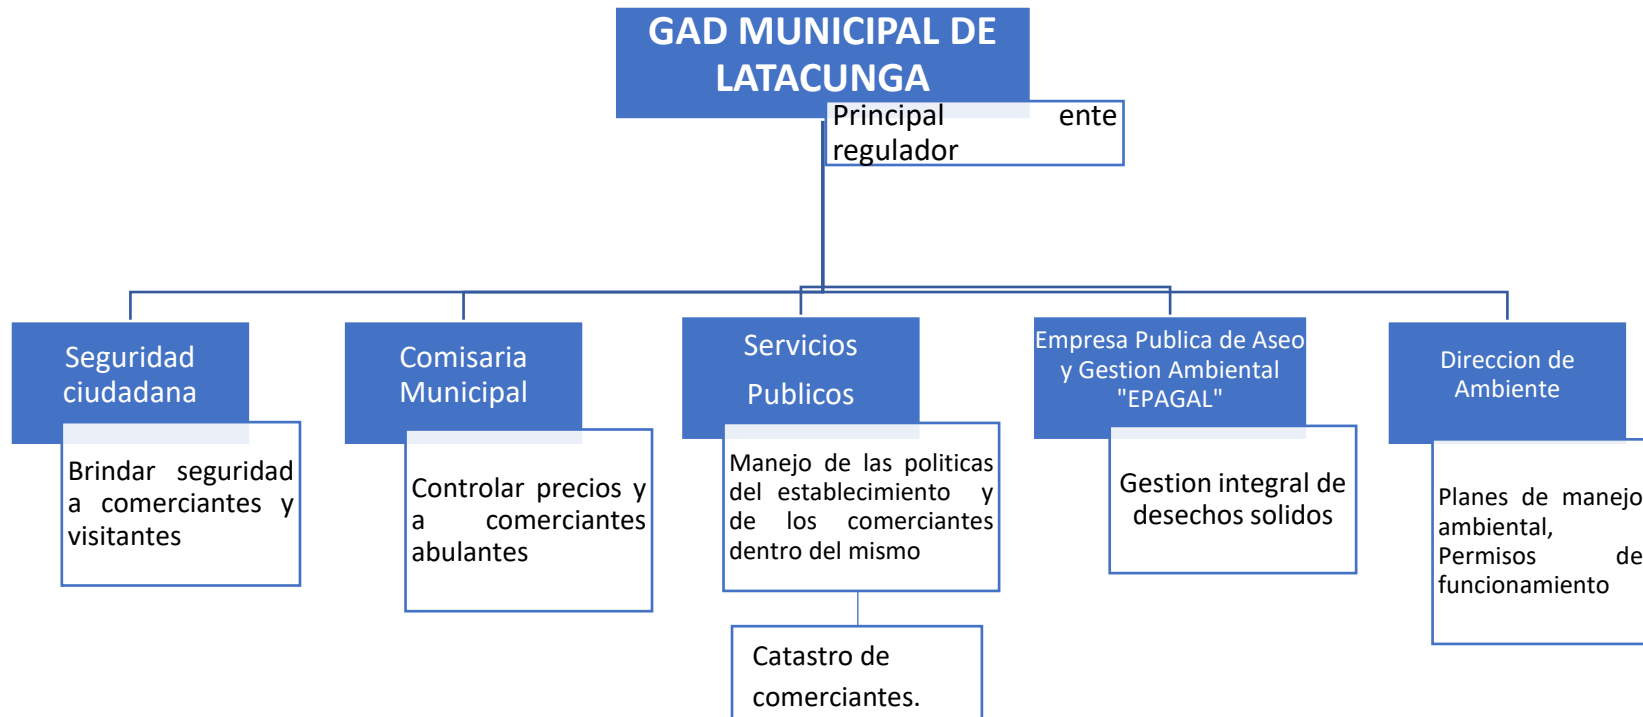 GAD MUNICIPAL DE
LATACUNGA
Principal ente
regulador
Seguridad
ciudadana
Brindar seguridad
a comerciantes y
visitantes
Comisaria
Municipal
Controlar precios y
a comerciantes
abulantes
Servicios
Publicos
Manejo de las politicas
del establecimiento y
de los comerciantes
dentro del mismo
Catastro de
comerciantes.
Empresa Publica de Aseo
y Gestion Ambiental
"EPAGAL"
Gestion integral de
desechos solidos
Direccion de
Ambiente
Planes de manejo
ambiental,
Permisos de
funcionamiento